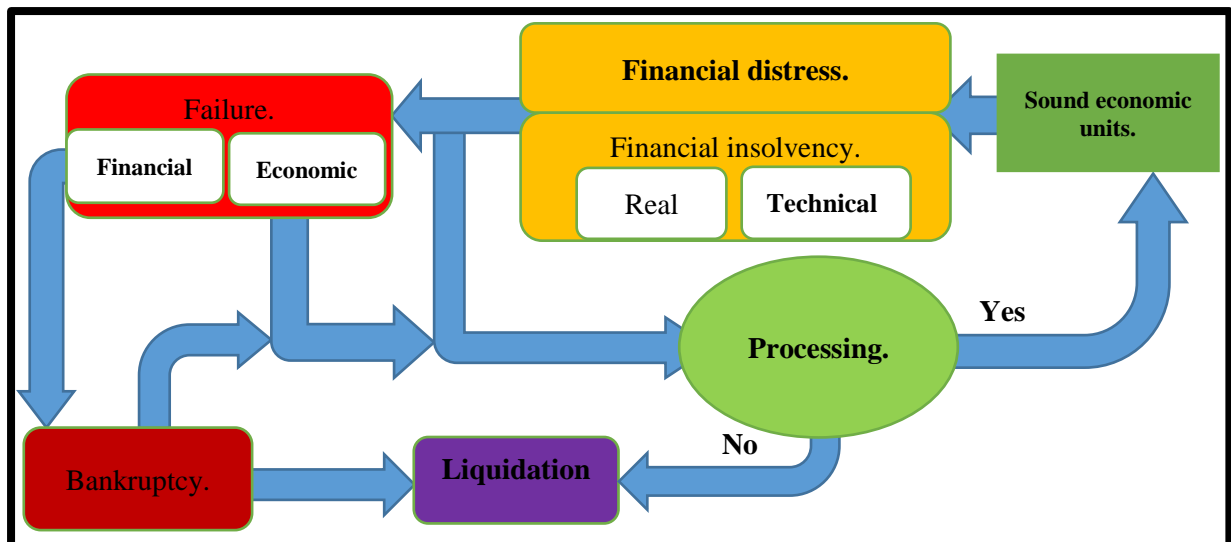 Financial distress.
Sound economic
units.
Failure.
Financial
Economic
Financial insolvency.
Real
Technical
Yes
Processing.
No
Bankruptcy.
Liquidation